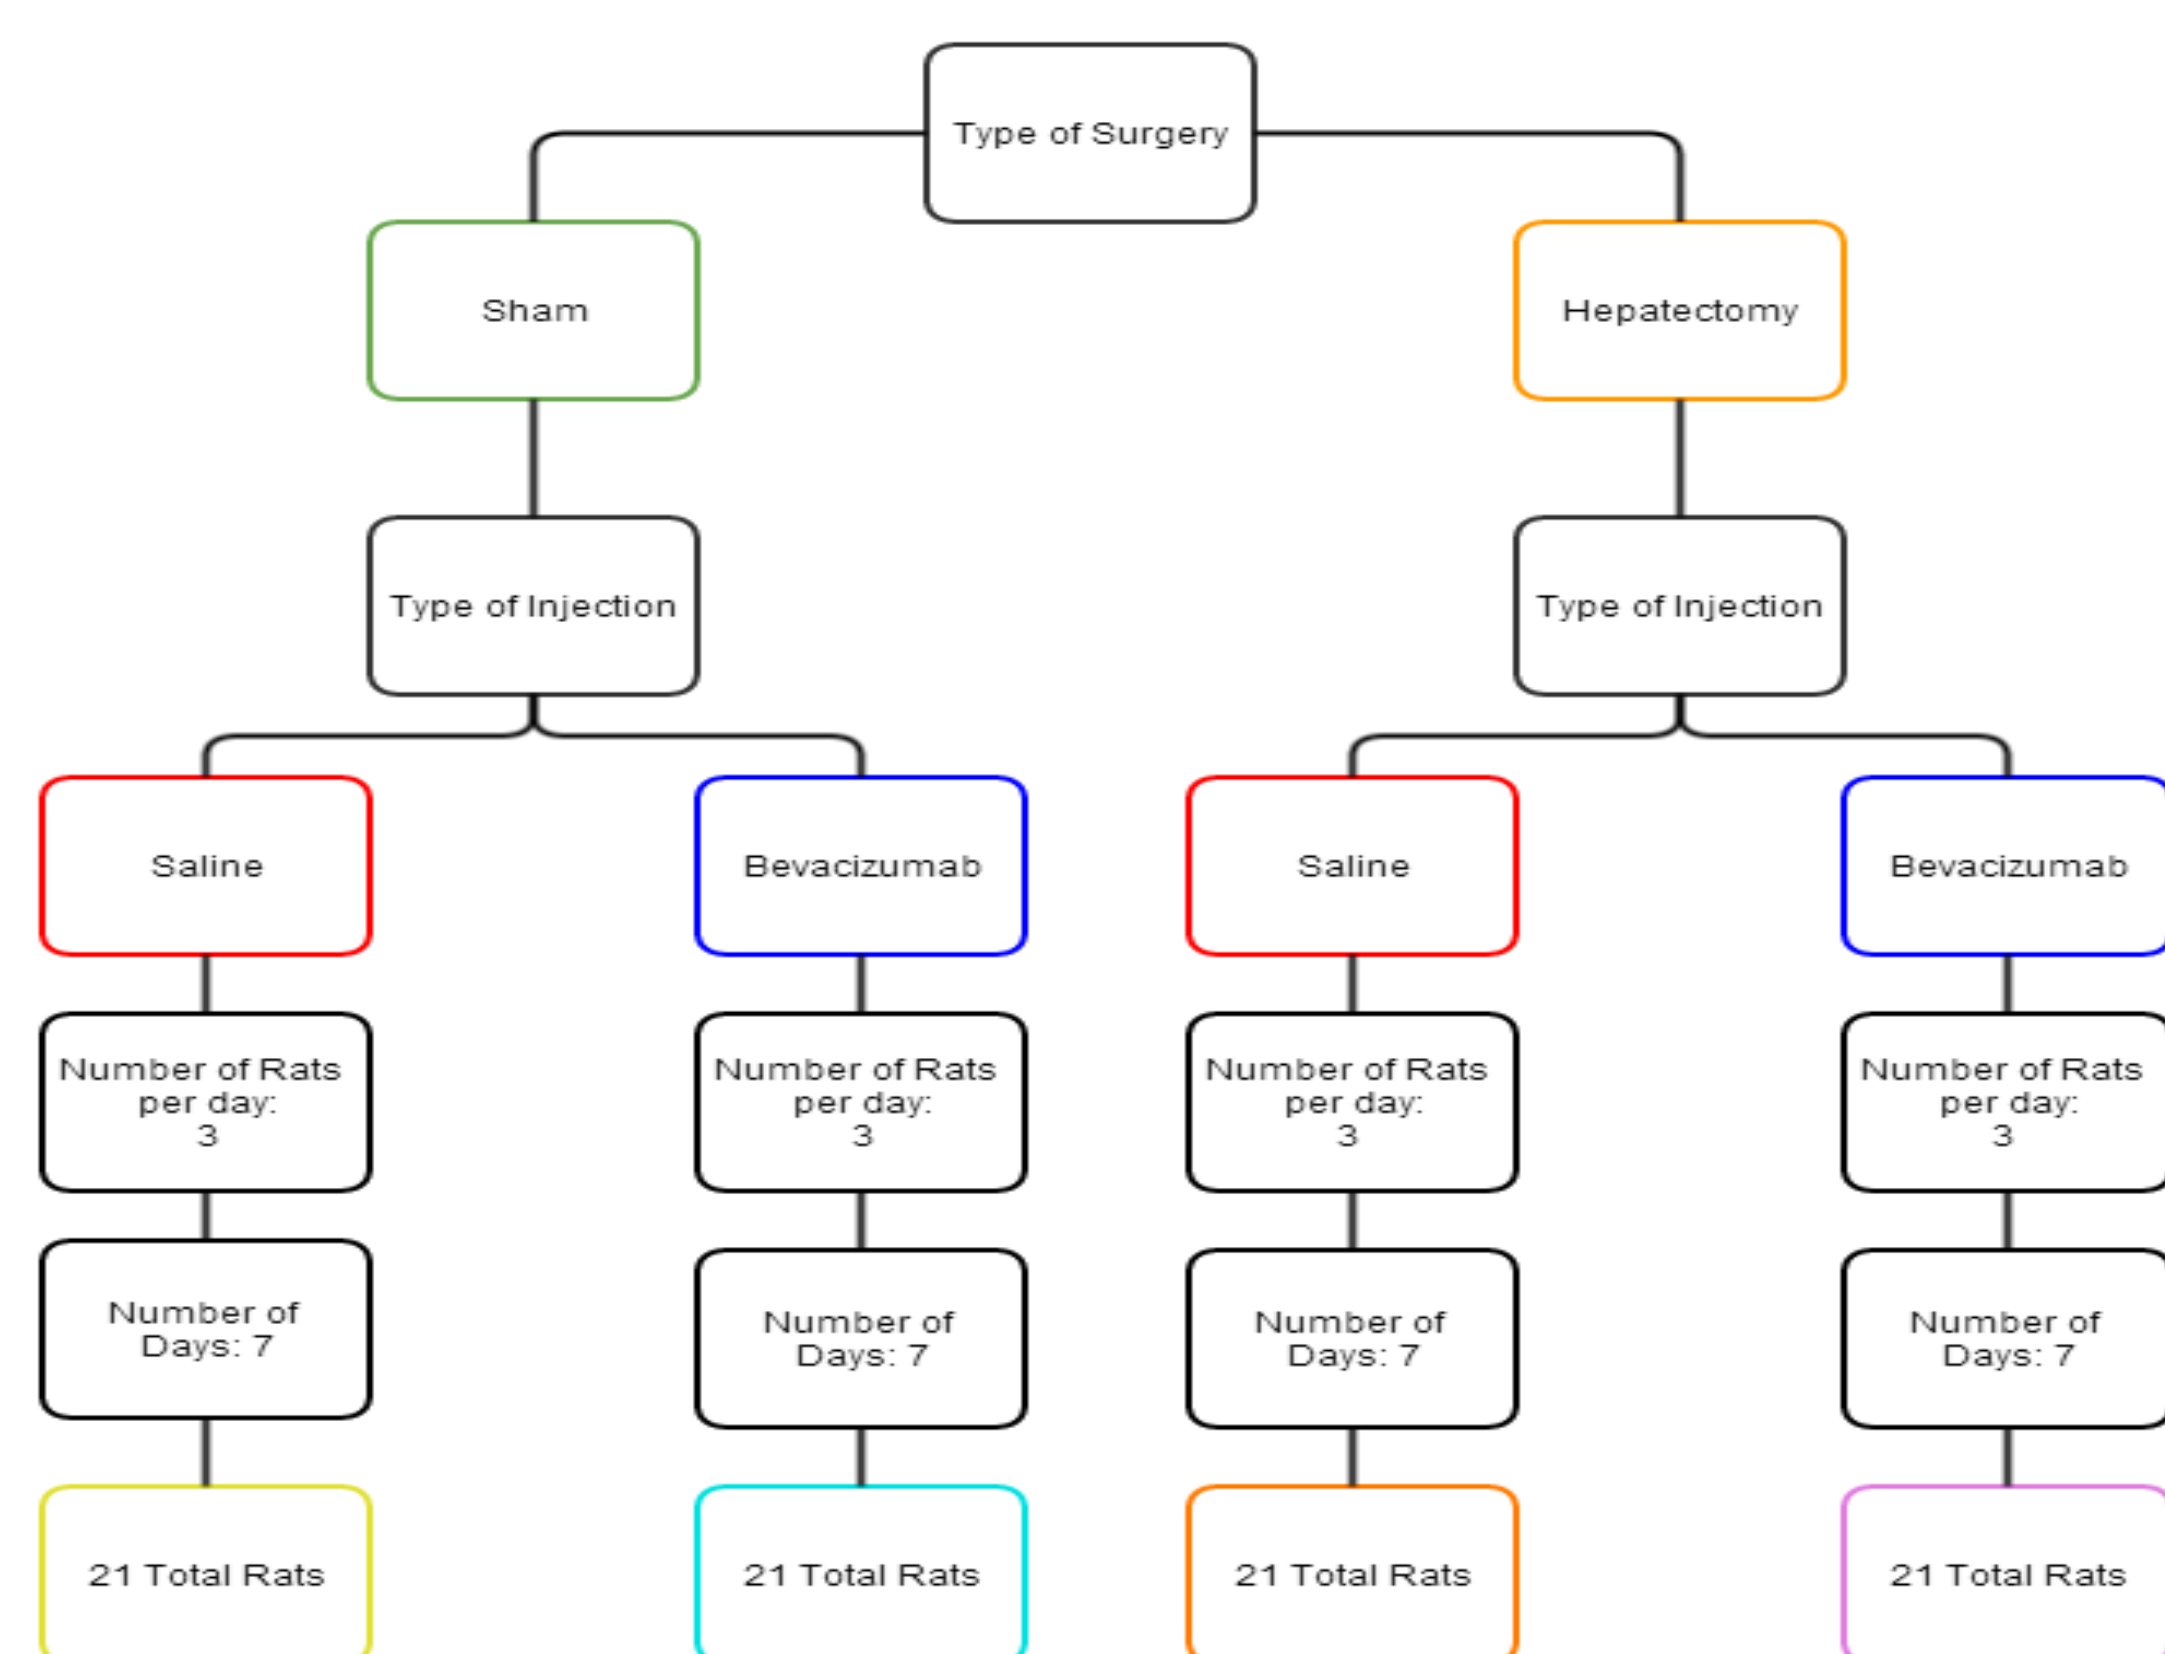 Type of Surgery
Sham
Hepatectomy
Type of Injection
Type of Injection
Saline
Bevacizumab
Saline
Bevacizumab
Number of Rats
per day:
3
Number of Rats
per day:
3
Number of Rats
per day:
3
Number of Rats
per day:
3
Number of
Days: 7
Number of
Days: 7
Number of
Days: 7
Number of
Days: 7
21 Total Rats
21 Total Rats
21 Total Rats
21 Total Rats